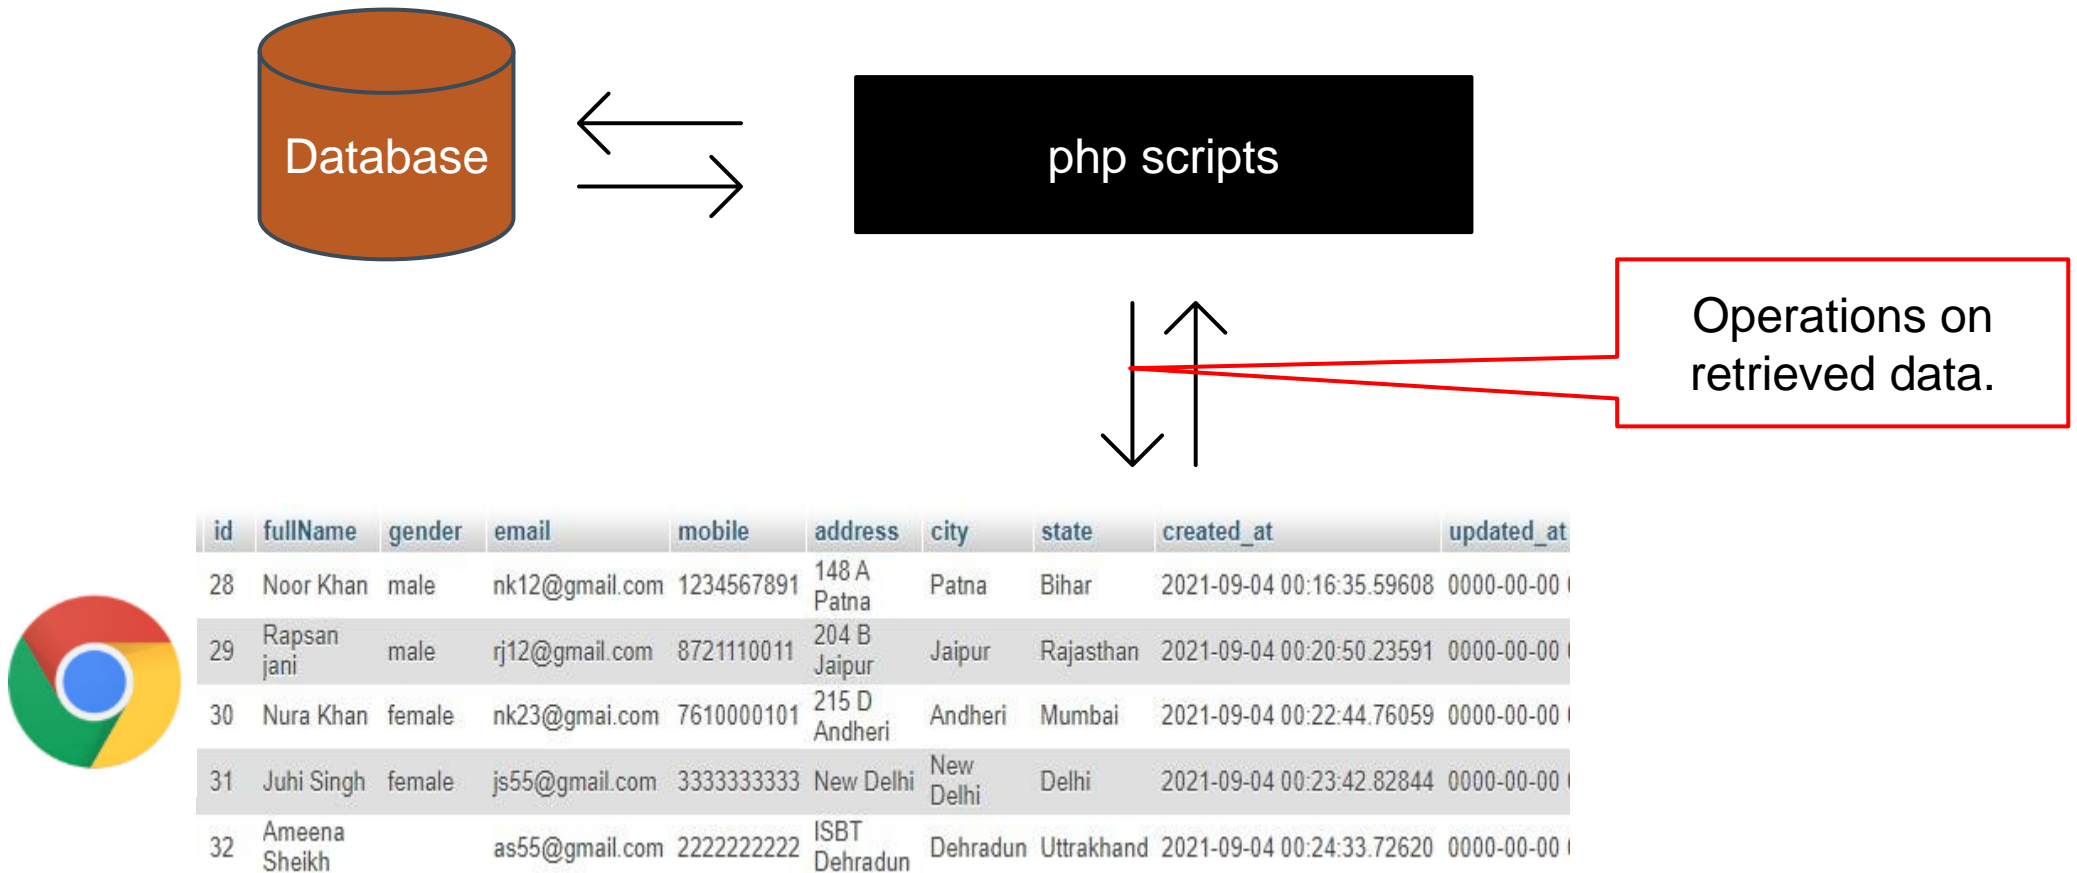 Database
php scripts
Operations on
retrieved data.
id fullName gender email mobile address city state created_at updated_at
28 Noor Khan male nk12@gmail.com 1234567891 148 A Patna Patna Bihar 2021-09-04 00:16:35.59608 0000-00-00
29 Rapsan jani male rj12@gmail.com 8721110011 204 B Jaipur Jaipur Rajasthan 2021-09-04 00:20:50.23591 0000-00-00
30 Nura Khan female nk23@gmai.com 7610000101 215 D Andheri Andheri Mumbai 2021-09-04 00:22:44.76059 0000-00-00
31 Juhi Singh female js55@gmail.com 3333333333 New Delhi New Delhi Delhi 2021-09-04 00:23:42.82844 0000-00-00
32 Ameena Sheikh as55@gmail.com 2222222222 ISBT Dehradun Dehradun Uttrakhand 2021-09-04 00:24:33.72620 0000-00-00